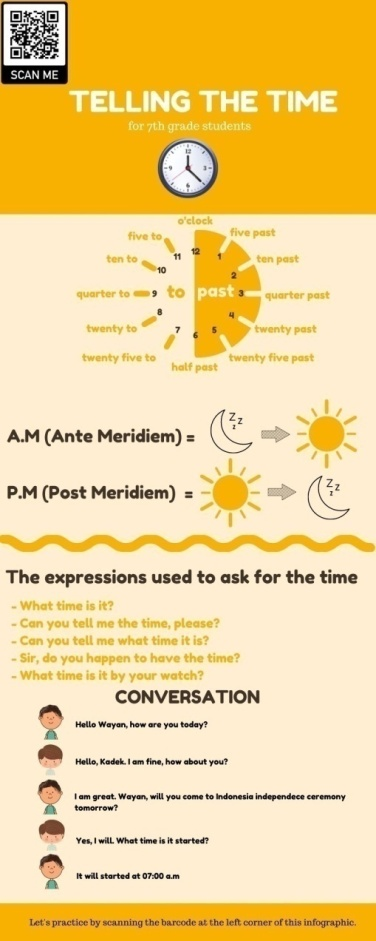 SCAN ME
TELLING THE TIME
for 7th grade students
12
3
6
9
o'clock
five to
five past
ten to
ten past
quarter to
quarter past
twenty to
twenty past
twenty five to
twenty five past
half past
12
1
2
3
4
5
6
7
8
9
10
11
to
past
A.M (Ante Meridiem) =
Z z z
P.M (Post Meridiem) =
Z z z
The expressions used to ask for the time
- What time is it?
- Can you tell me the time, please?
- Can you tell me what time it is?
- Sir, do you happen to have the time?
- What time is it by your watch?
CONVERSATION
Hello Wayan, how are you today?
Hello, Kadek. I am fine, how about you?
I am great. Wayan, will you come to Indonesia independece ceremony
tomorrow?
Yes, I will. What time is it started?
It will started at 07:00 a.m
Let's practice by scanning the barcode at the left corner of this infographic.